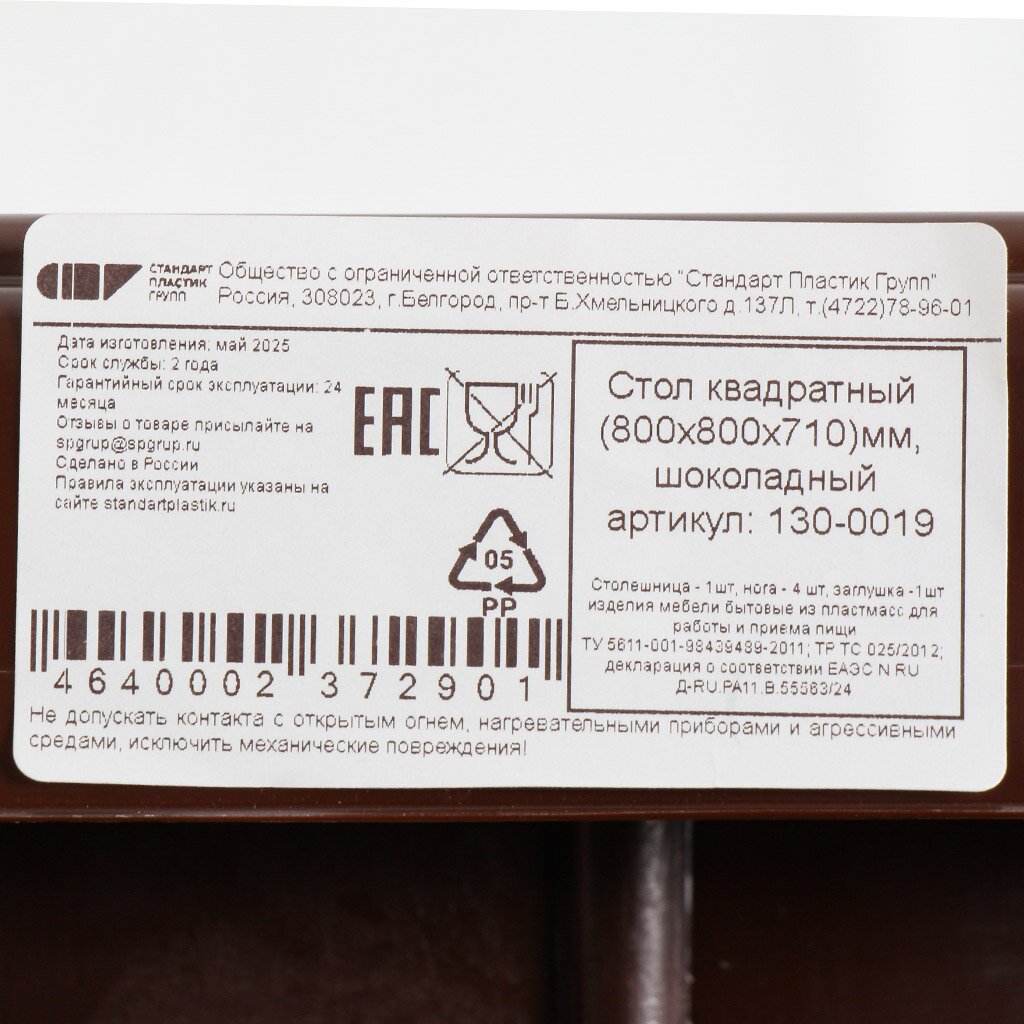 СТАНДАРТ
ПЛАСТИК
ГРУПП
Общество с ограниченной ответственностью "Стандарт Пластик Групп"
Россия, 308023, г.Белгород, пр-т Б.Хмельницкого д.137Л, т.(4722)78-96-01
Дата изготовления: май 2025
Срок службы: 2 года
Гарантийный срок эксплуатации: 24
месяца
Отзывы о товаре присылайте на
spgrup@spgrup.ru
Сделано в России
Правила эксплуатации указаны на
сайте standartplastik.ru
EAC
05
PP
4640002 372901
Стол квадратный
(800x800x710)мм,
шоколадный
артикул: 130-0019
Столешница - 1шт, нога - 4 шт, заглушка -1шт
изделия мебели бытовые из пластмасс для
работы и приема пищи
ТУ 5611-001-98439489-2011; ТР ТС 025/2012;
декларация о соответствии ЕАЭС N RU
Д-RU.РА11.В.55563/24
Не допускать контакта с открытым огнем, нагревательными приборами и агрессивными
средами, исключить механические повреждения!